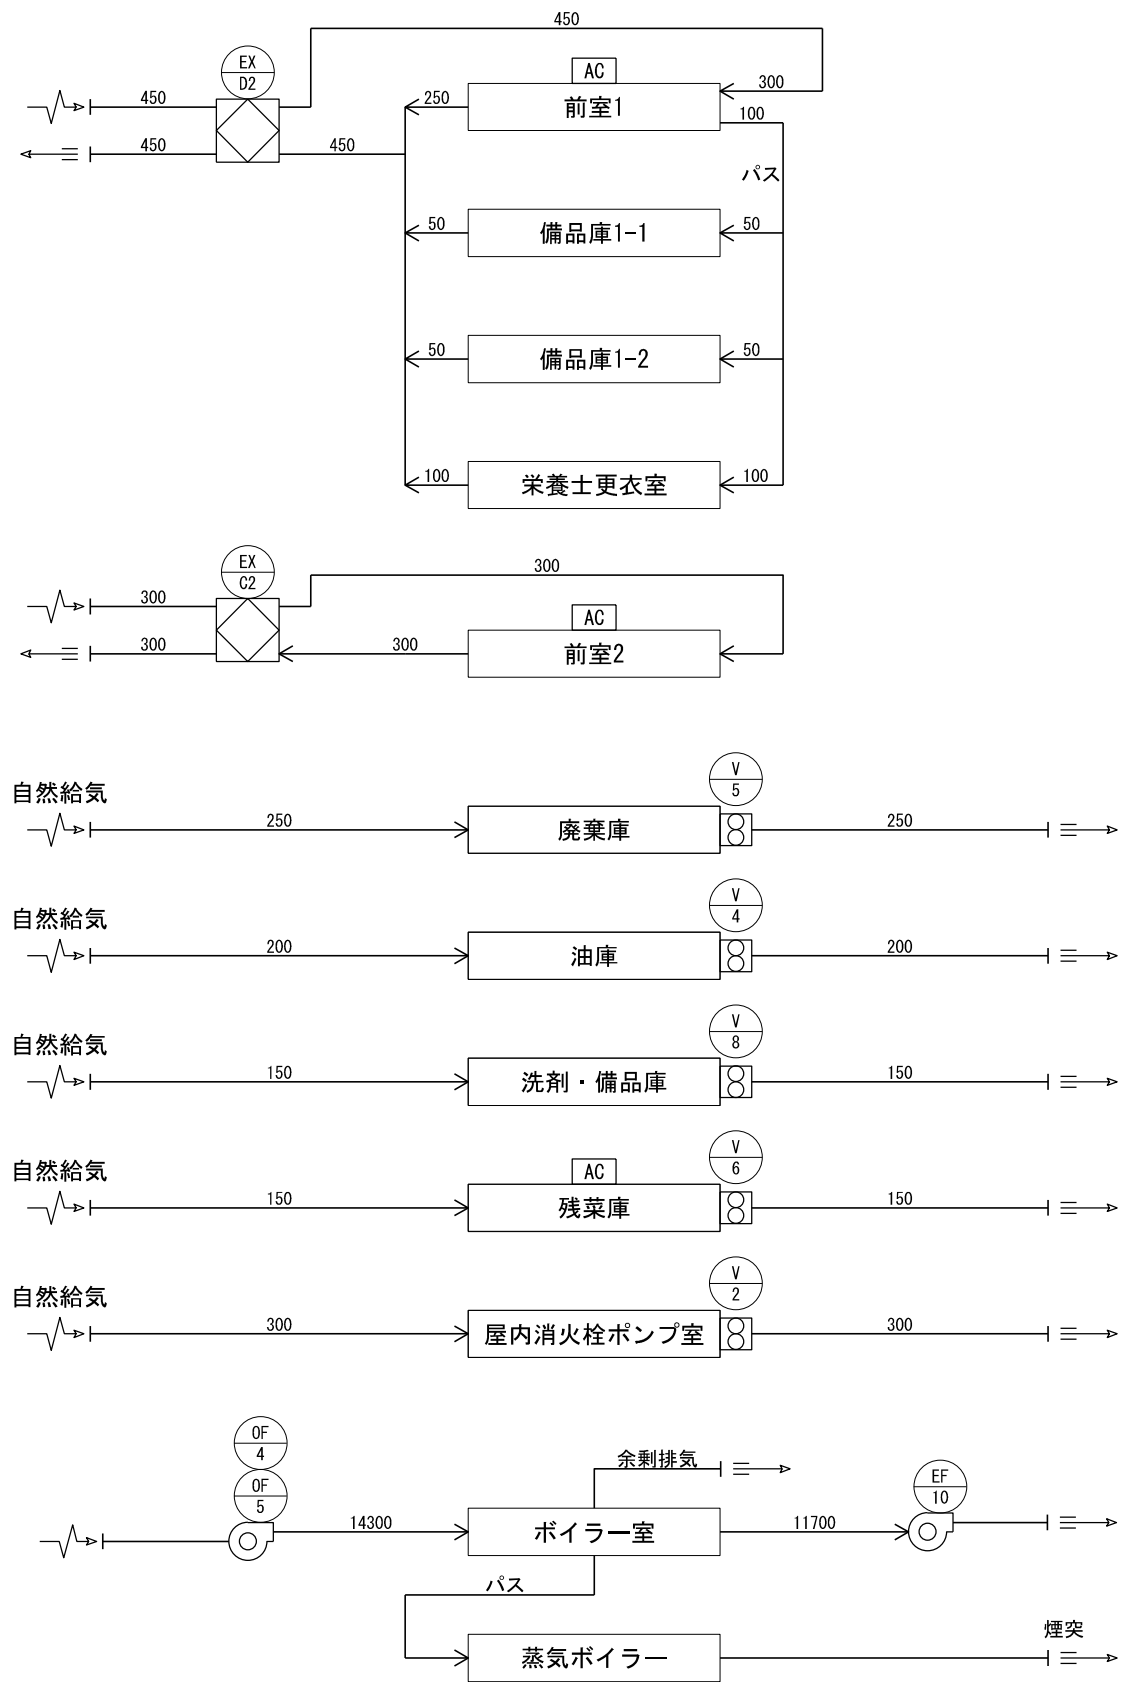 450
EX
D2
AC
300
450
250
前室1
100
450
450
パス
50
備品庫1-1
50
50
備品庫1-2
50
100
栄養士更衣室
100
EX
C2
300
300
AC
300
300
前室2
自然給気
V
5
250
廃棄庫
250
自然給気
V
4
200
油庫
200
自然給気
V
8
150
洗剤・備品庫
150
自然給気
AC
V
6
150
残菜庫
150
自然給気
V
2
300
屋内消火栓ポンプ室
300
OF
4
余剰排気
OF
5
EF
10
14300
ボイラー室
11700
パス
煙突
蒸気ボイラー